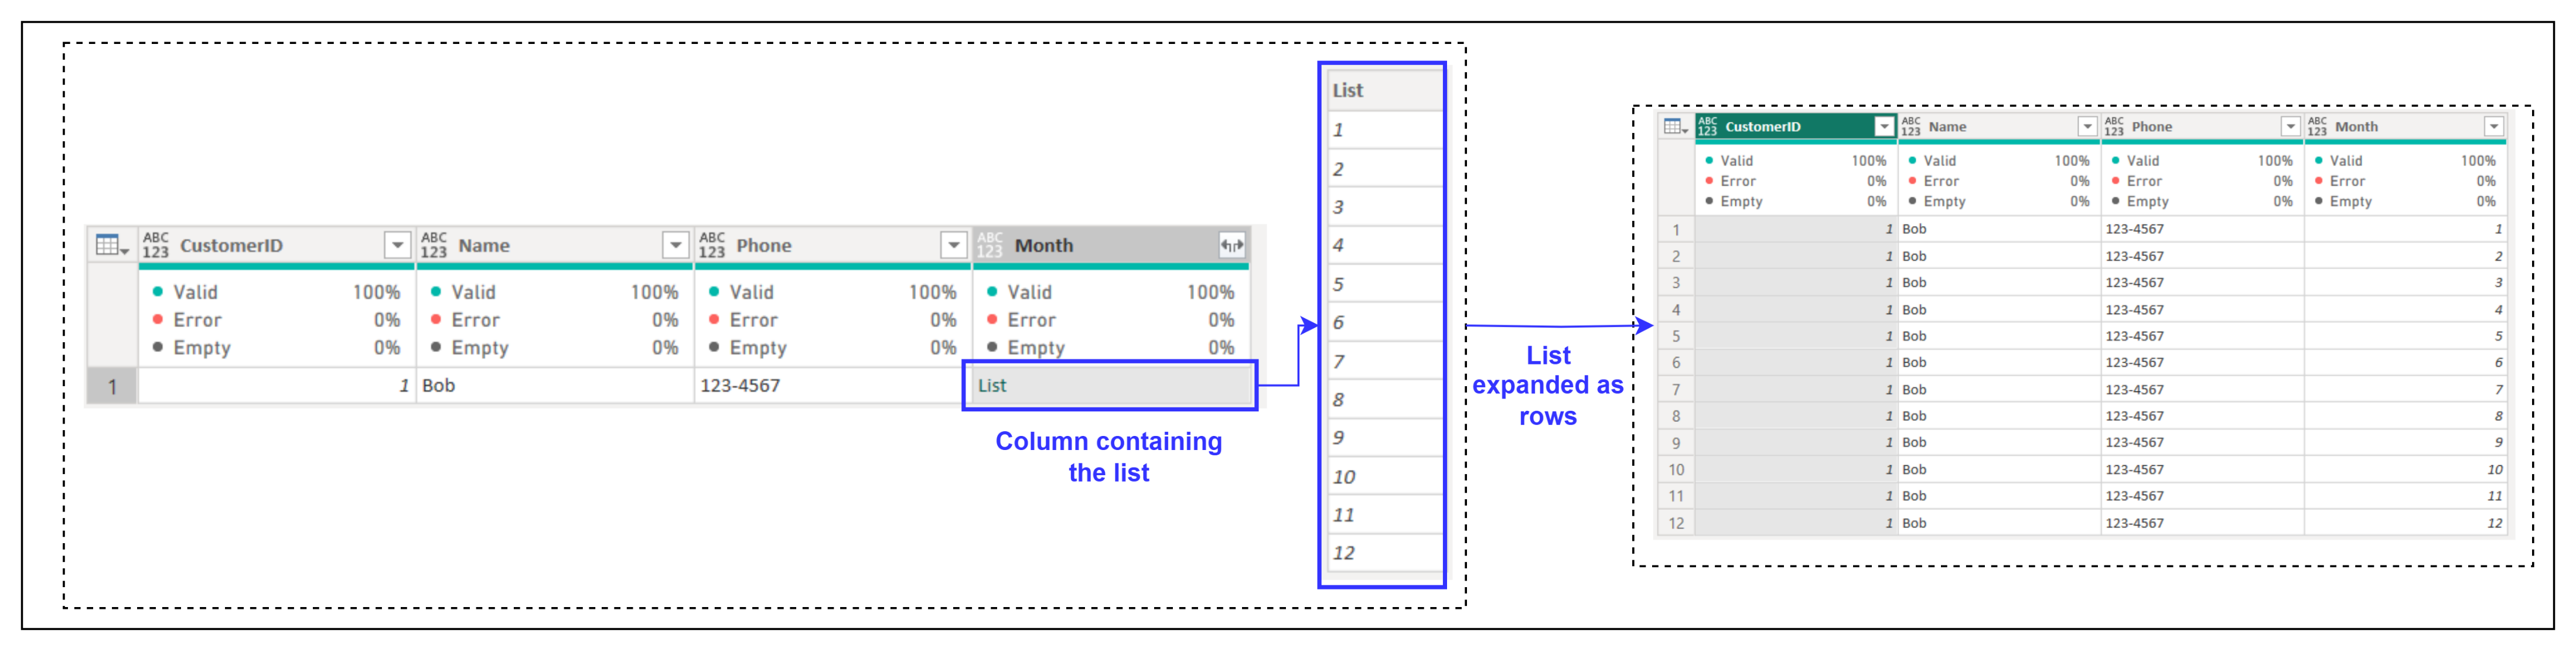 ABC 123 CustomerID ABC 123 Name ABC 123 Phone ABC 123 Month
Valid 100% Valid 100% Valid 100% Valid 100%
Error 0% Error 0% Error 0% Error 0%
Empty 0% Empty 0% Empty 0% Empty 0%
1 1 Bob 123-4567 List
Column containing
the list
List
1
2
3
4
5
6
7
8
9
10
11
12
List
expanded as
rows
ABC 123 CustomerID ABC 123 Name ABC 123 Phone ABC 123 Month
Valid 100% Valid 100% Valid 100% Valid 100%
Error 0% Error 0% Error 0% Error 0%
Empty 0% Empty 0% Empty 0% Empty 0%
1 1 Bob 123-4567 1
2 1 Bob 123-4567 2
3 1 Bob 123-4567 3
4 1 Bob 123-4567 4
5 1 Bob 123-4567 5
6 1 Bob 123-4567 6
7 1 Bob 123-4567 7
8 1 Bob 123-4567 8
9 1 Bob 123-4567 9
10 1 Bob 123-4567 10
11 1 Bob 123-4567 11
12 1 Bob 123-4567 12